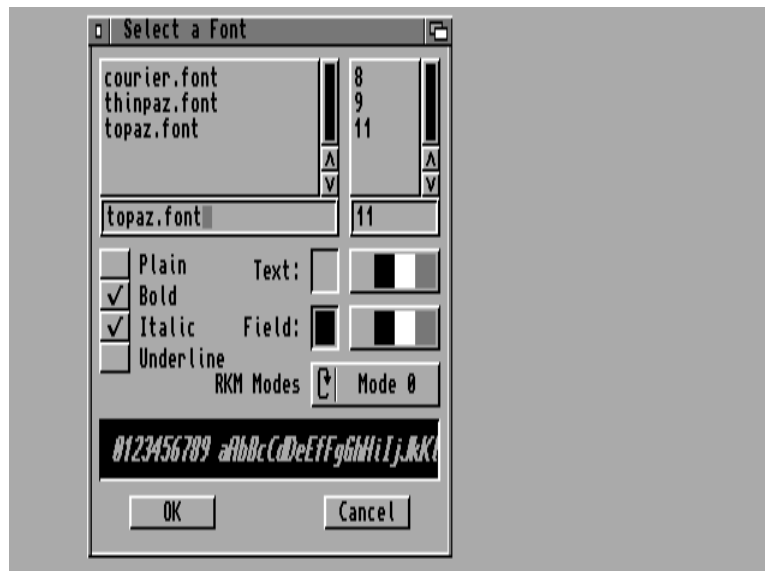 Select a Font
courier.font
thinpaz.font
topaz.font
8
9
11
topaz.font
11
Plain
Bold
Italic
Underline
Text:
Field:
RKM Modes
Mode 0
0123456789 aAbBcCdDeEfFgGhHiIjJkKl
OK
Cancel